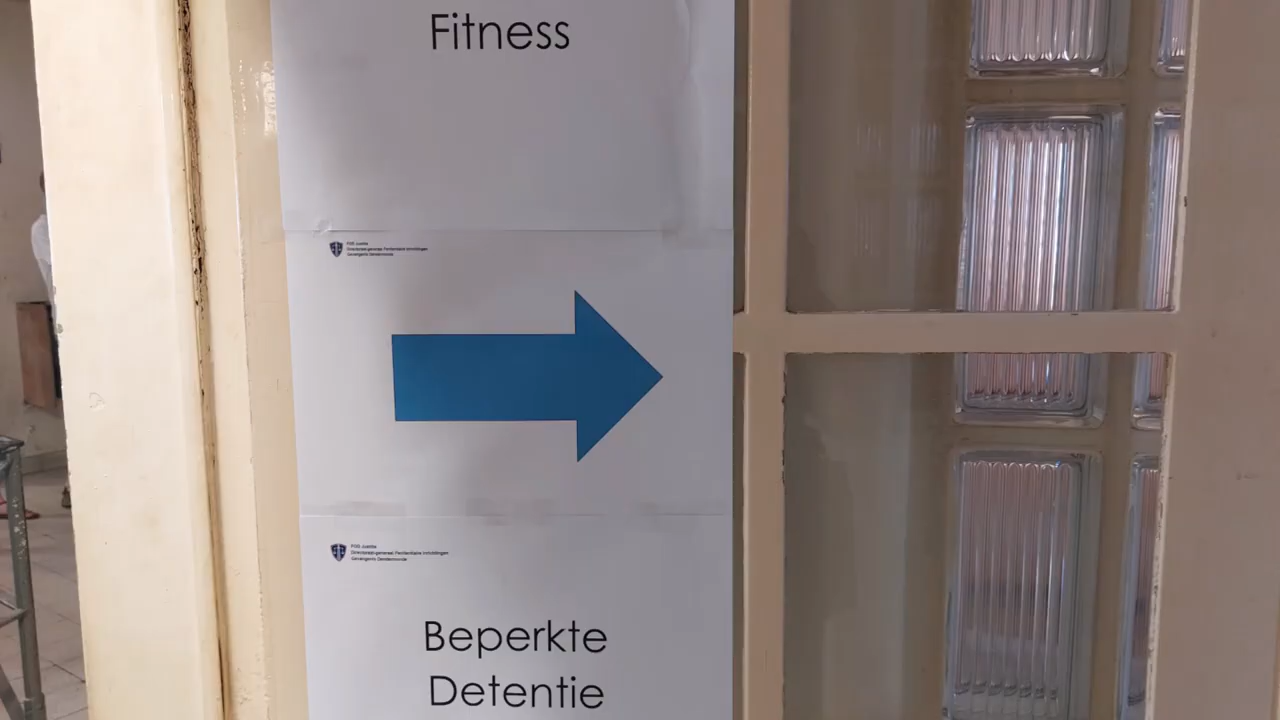 Fitness
FOD Justitie
Directoraat-generaal Penitentiaire Inrichtingen
Gevangenis Dendermonde
FOD Justitie
Directoraat-generaal Penitentiaire Inrichtingen
Gevangenis Dendermonde
Beperkte
Detentie